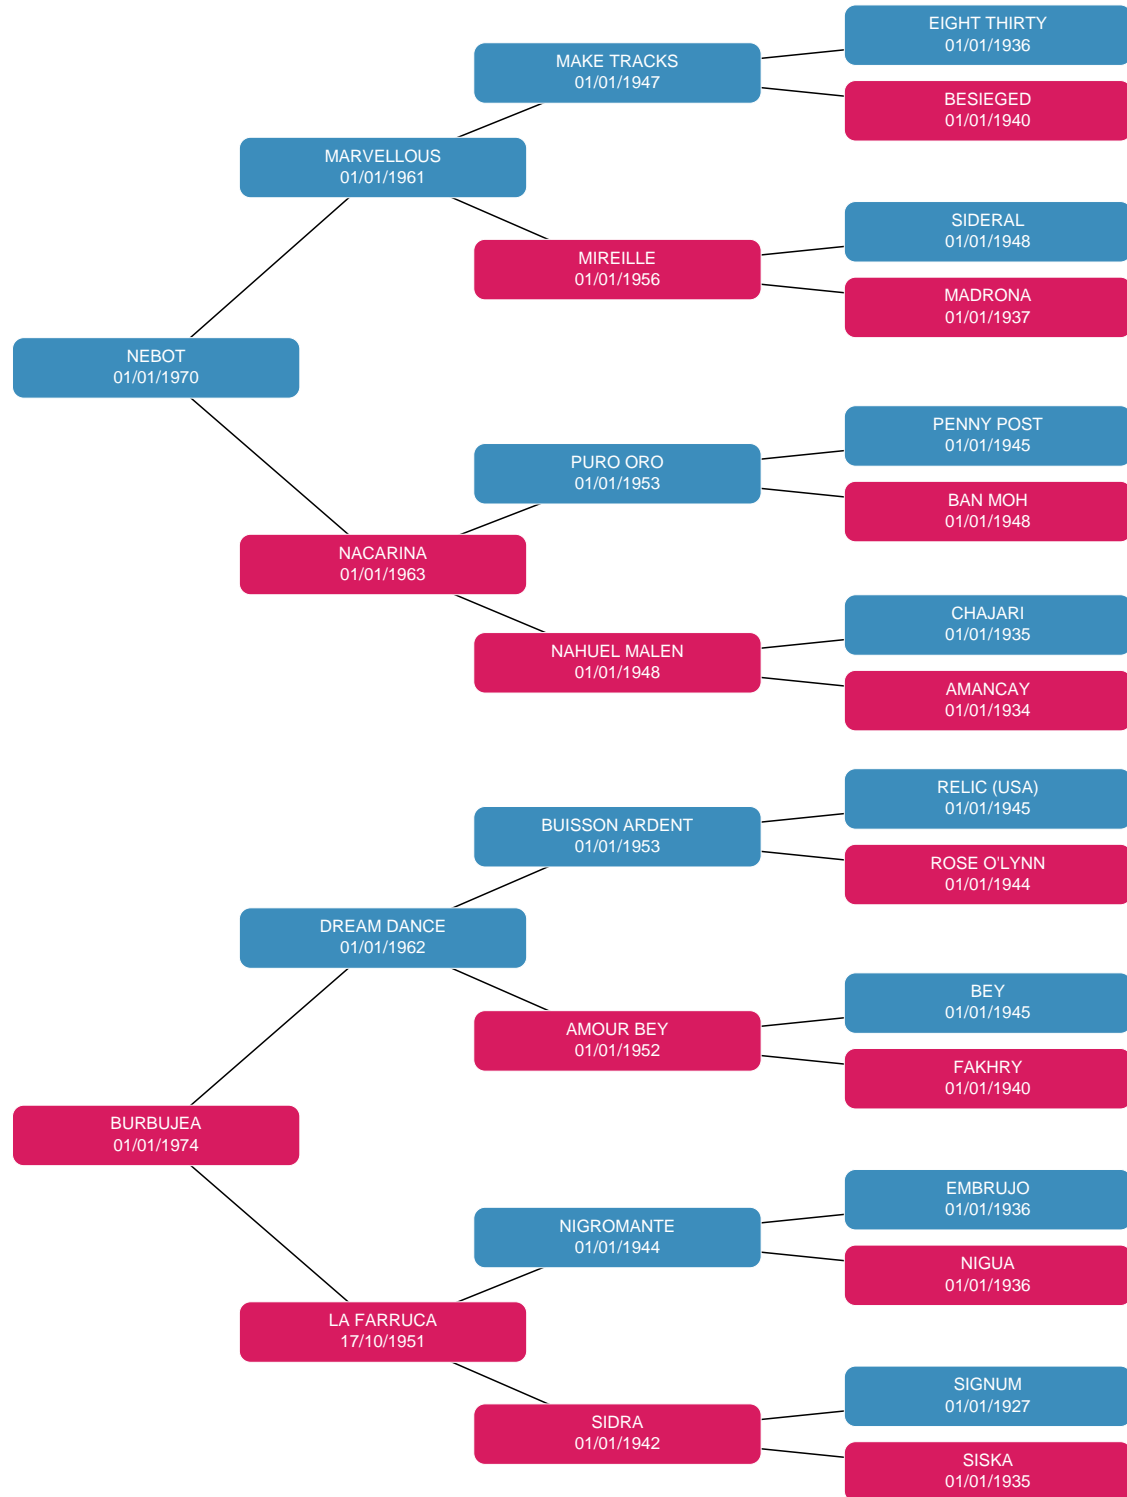 EIGHT THIRTY
01/01/1936
MAKE TRACKS
01/01/1947
BESIEGED
01/01/1940
MARVELLOUS
01/01/1961
SIDERAL
01/01/1948
MIREILLE
01/01/1956
MADRONA
01/01/1937
NEBOT
01/01/1970
PENNY POST
01/01/1945
PURO ORO
01/01/1953
BAN MOH
01/01/1948
NACARINA
01/01/1963
CHAJARI
01/01/1935
NAHUEL MALEN
01/01/1948
AMANCAY
01/01/1934
RELIC (USA)
01/01/1945
BUISSON ARDENT
01/01/1953
ROSE O'LYNN
01/01/1944
DREAM DANCE
01/01/1962
BEY
01/01/1945
AMOUR BEY
01/01/1952
FAKHRY
01/01/1940
BURBUJEA
01/01/1974
EMBRUJO
01/01/1936
NIGROMANTE
01/01/1944
NIGUA
01/01/1936
LA FARRUCA
17/10/1951
SIGNUM
01/01/1927
SIDRA
01/01/1942
SISKA
01/01/1935